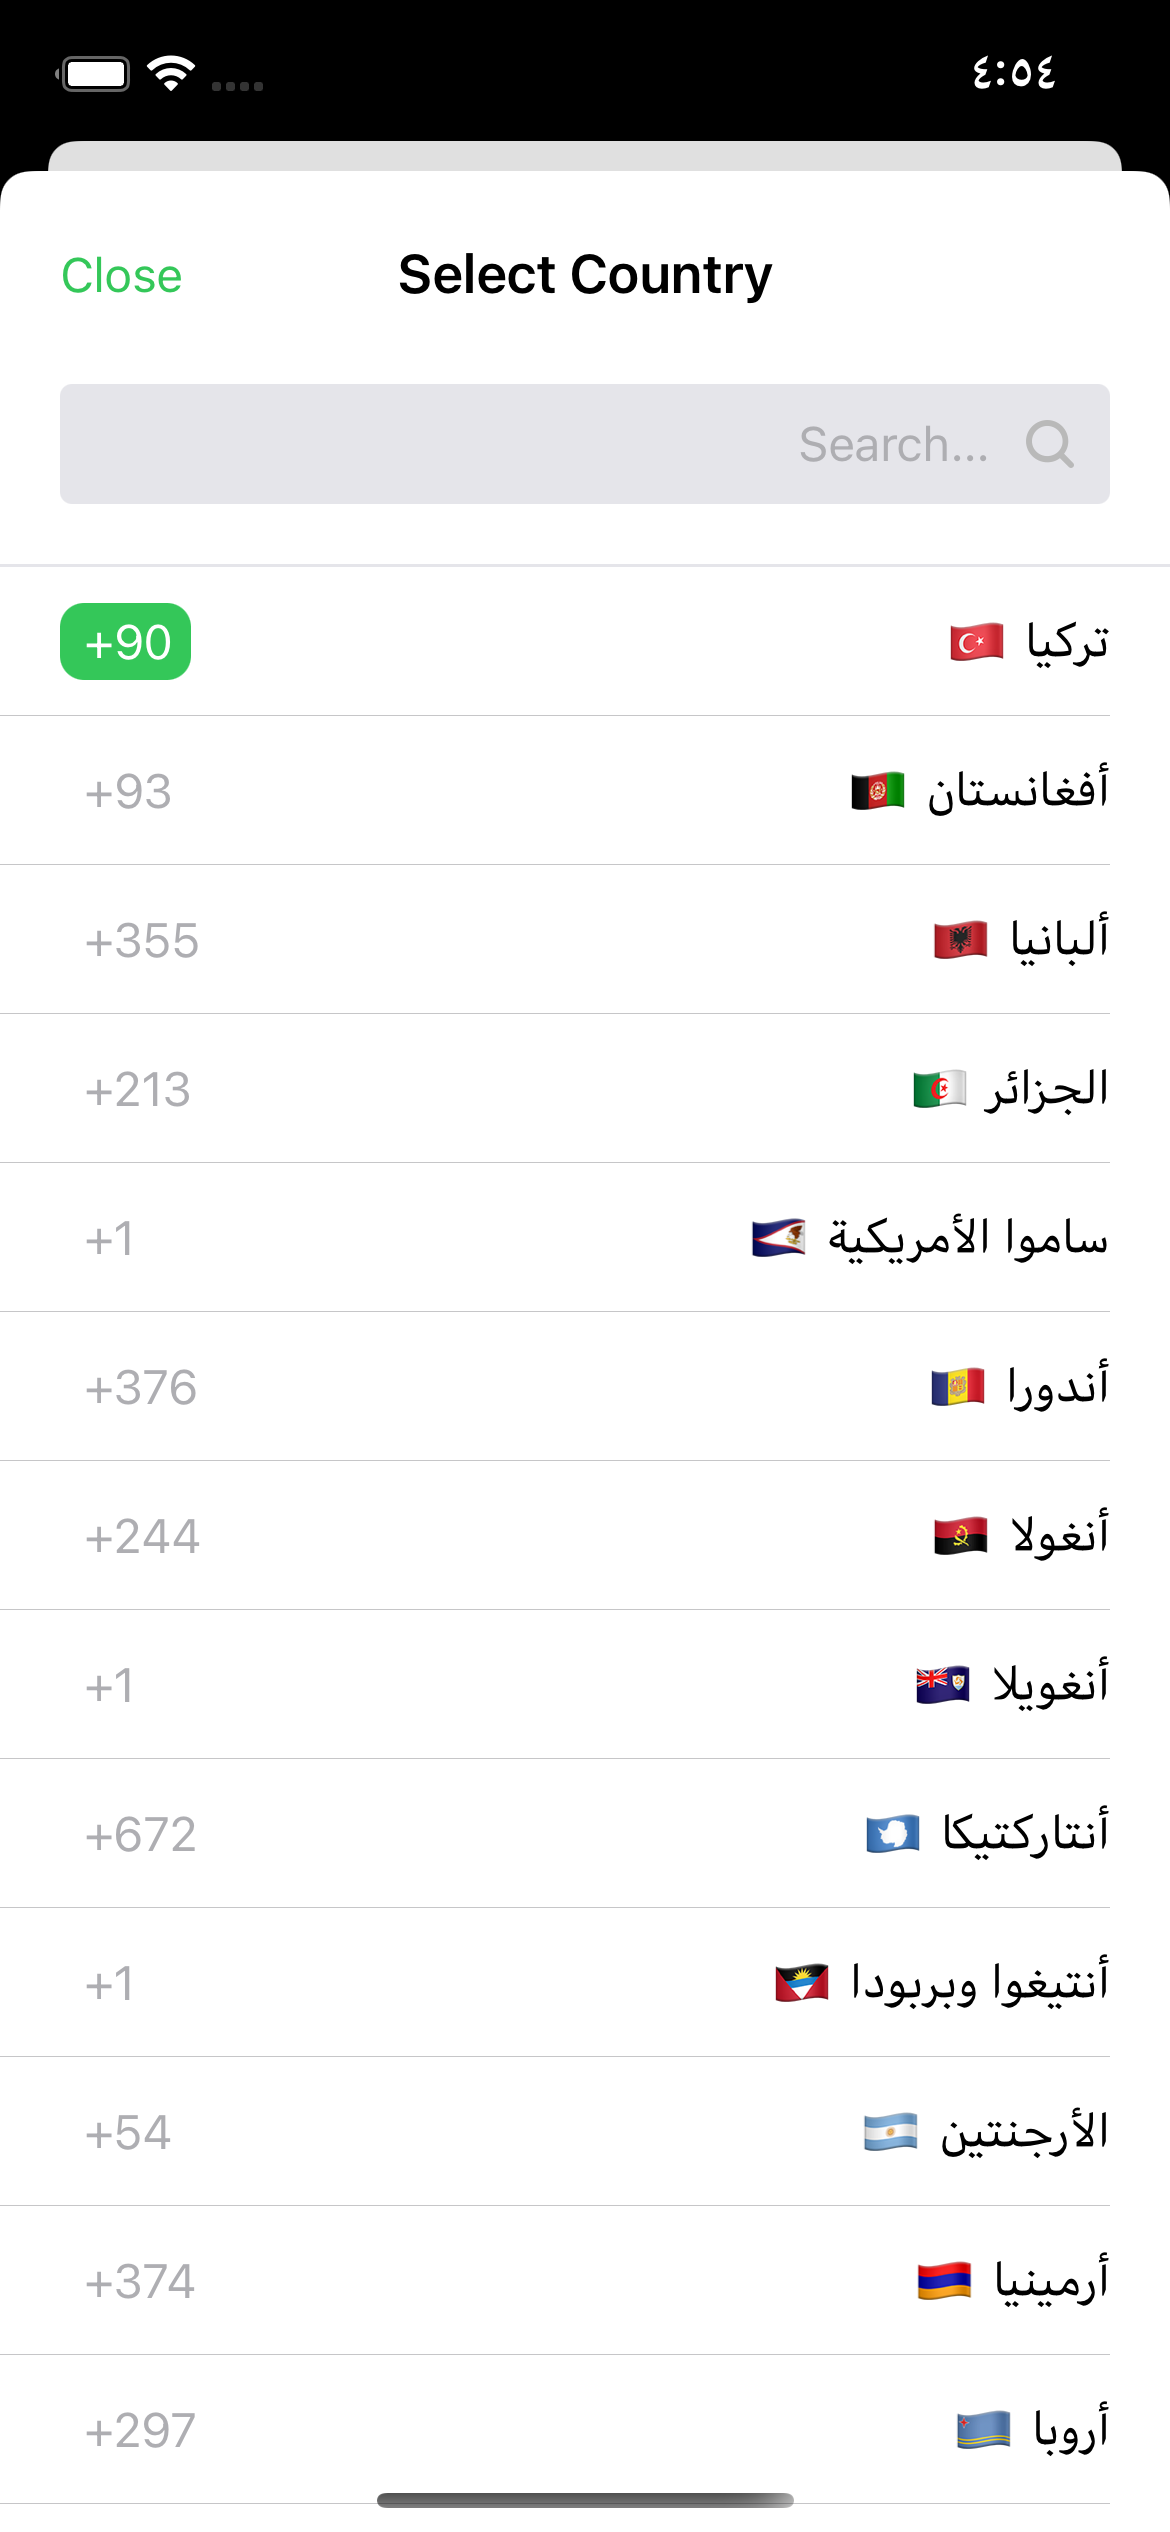 ٤:٥٤
Close
Select Country
Search...
تركيا +90
أفغانستان +93
ألبانيا +355
الجزائر +213
ساموا الأمريكية +1
أندورا +376
أنغولا +244
أنغويلا +1
أنتاركتيكا +672
أنتيغوا وبربودا +1
الأرجنتين +54
أرمينيا +374
أروبا +297